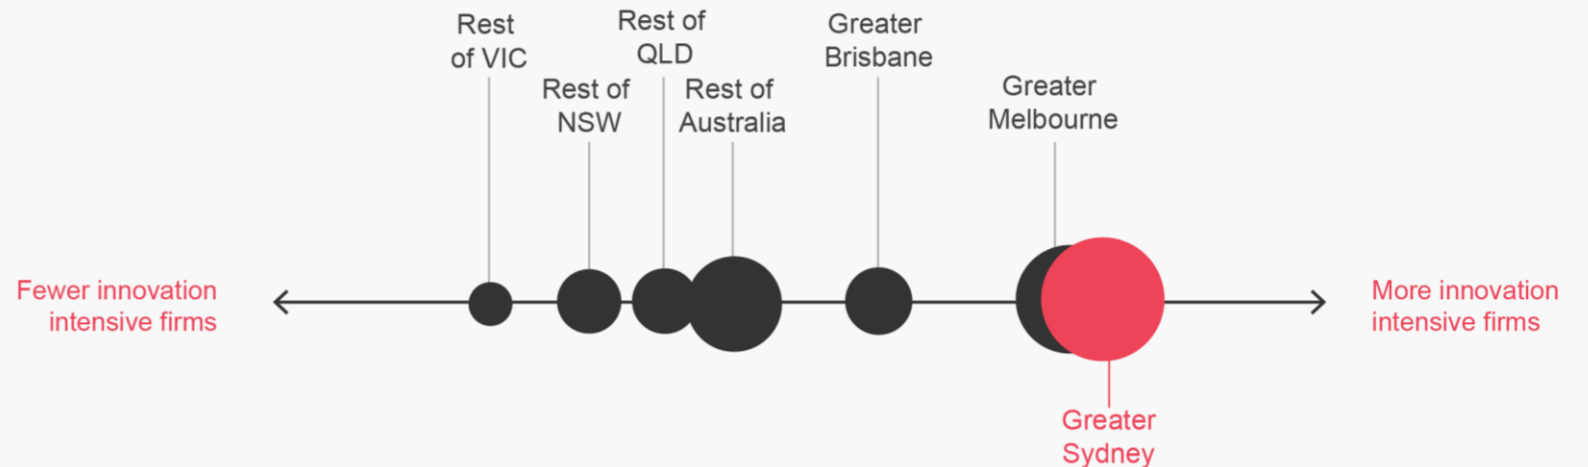 Rest
of VIC
Rest of
NSW
Rest of
QLD
Rest of
Australia
Greater
Brisbane
Greater
Melbourne
Fewer innovation
intensive firms
More innovation
intensive firms
Greater
Sydney